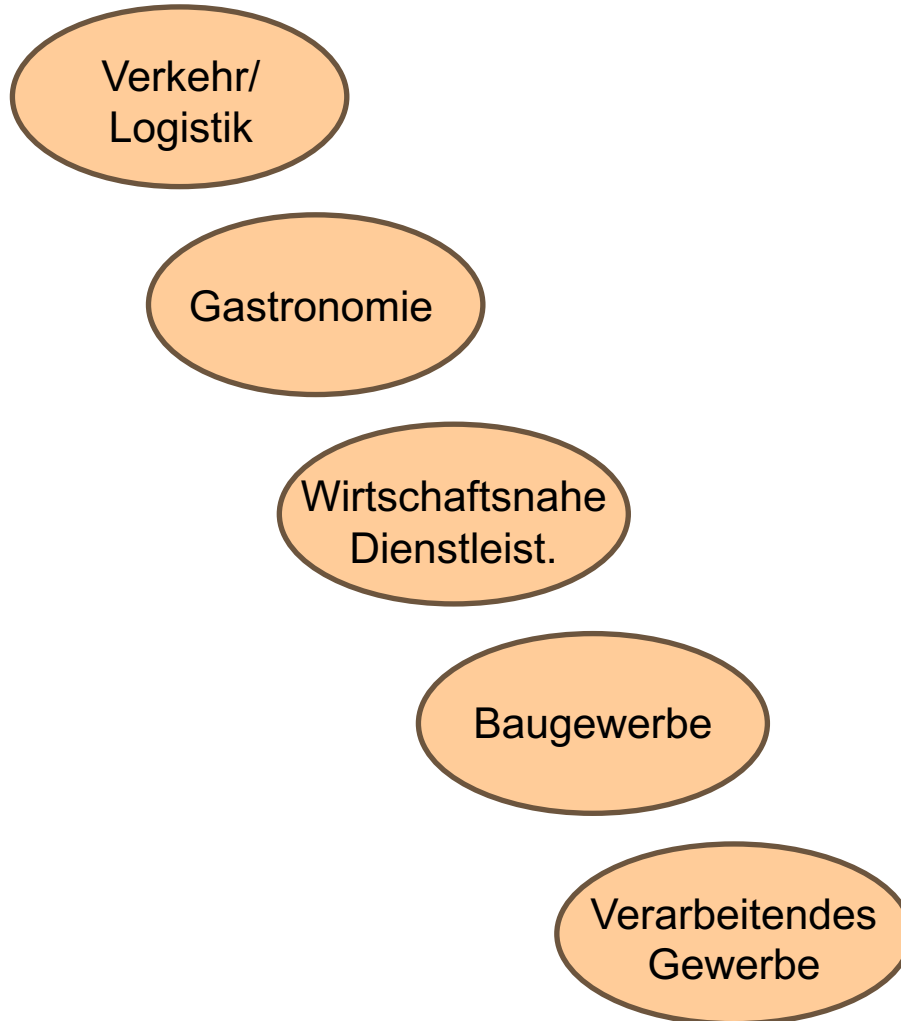 Verkehr/
Logistik
Gastronomie
Wirtschaftsnahe
Dienstleist.
Baugewerbe
Verarbeitendes
Gewerbe